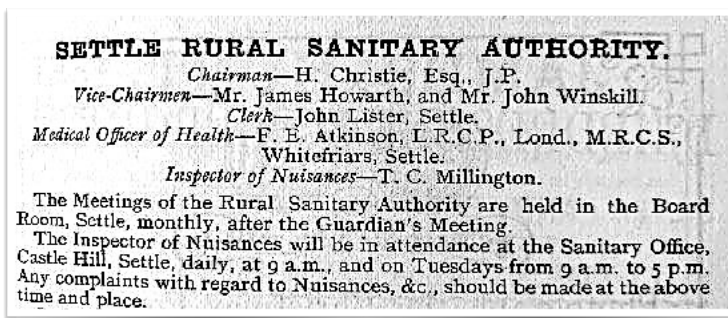 SETTLE RURAL SANITARY AUTHORITY.
Chairman—H. Christie, Esq., J.P.
Vice-Chairmen—Mr. James Howarth, and Mr. John Winskill.
Clerk—John Lister, Settle.
Medical Officer of Health—F. E. Atkinson, L.R.C.P., Lond., M.R.C.S.,
Whitefriars, Settle.
Inspector of Nuisances—T. C. Millington.
The Meetings of the Rural Sanitary Authority are held in the Board
Room, Settle, monthly, after the Guardian's Meeting.
The Inspector of Nuisances will be in attendance at the Sanitary Office,
Castle Hill, Settle, daily, at 9 a.m., and on Tuesdays from 9 a.m. to 5 p.m.
Any complaints with regard to Nuisances, &c., should be made at the above
time and place.